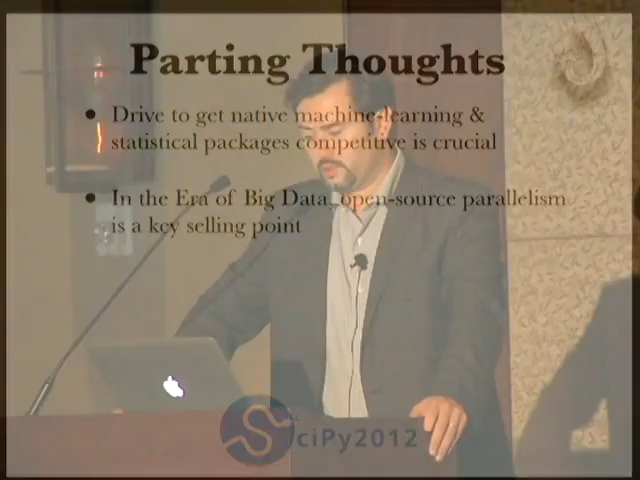 Parting Thoughts
• Drive to get native machine-learning &
statistical packages competitive is crucial
• In the Era of Big Data, open-source parallelism
is a key selling point
SciPy2012